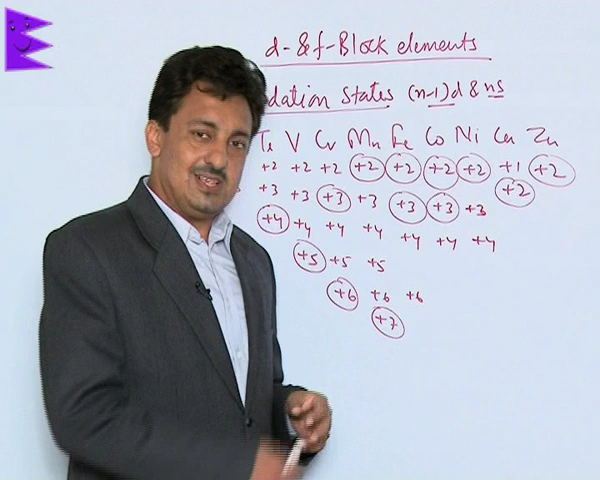 d- & f-Block elements
dation States (n-1)d & ns
Ti V Cr Mn Fe Co Ni Cu Zn
+2 +2 +2 +2 +2 +2 +2 +1 +2
+3 +3 +3 +3 +3 +3 +3 +2
+4 +4 +4 +4 +4 +4 +4
+5 +5 +5
+6 +6 +6
+7